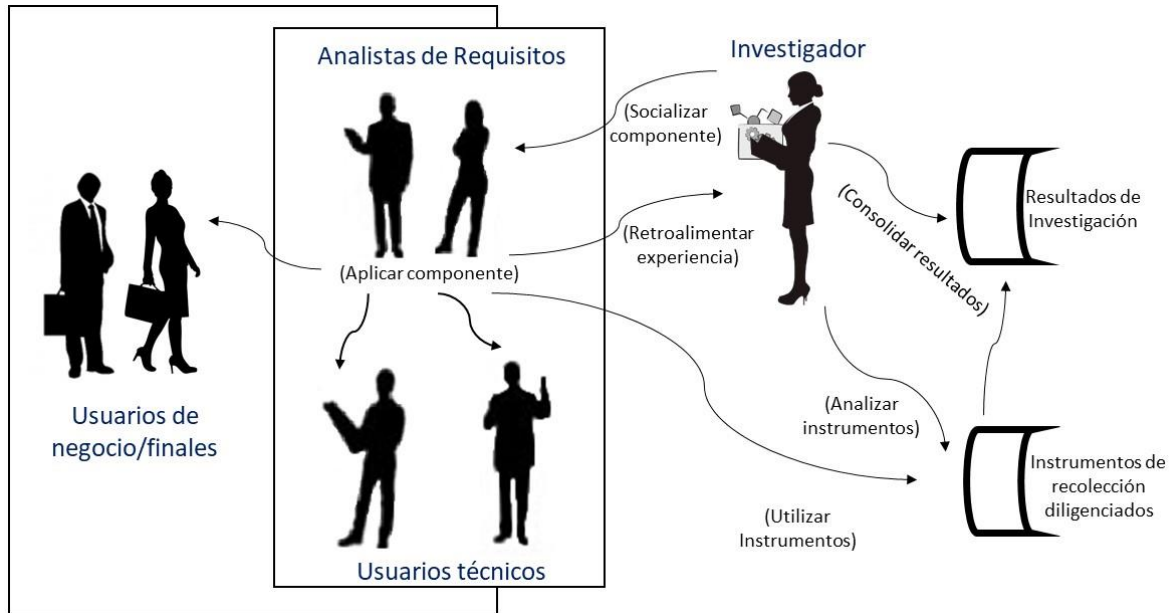 Analistas de Requisitos
Investigador
(Socializar
componente)
(Retroalimentar
experiencia)
(Aplicar componente)
(Consolidar resultados)
Resultados de
Investigación
Usuarios de
negocio/finales
(Analizar
instrumentos)
Instrumentos de
recolección
diligenciados
(Utilizar
Instrumentos)
Usuarios técnicos